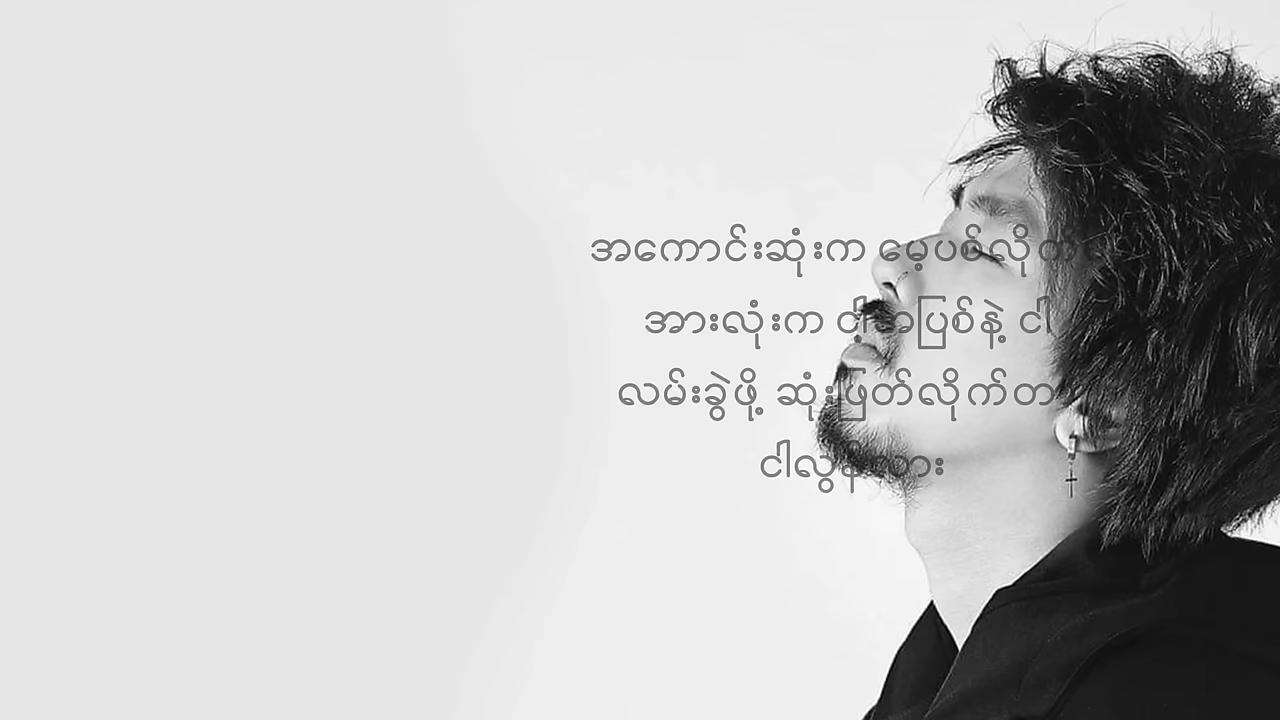 အကောင်းဆုံးက မေ့ပစ်လိုက်
အားလုံးက ငါ့အပြစ်နဲ့ ငါ
လမ်းခွဲဖို့ ဆုံးဖြတ်လိုက်တာ
ငါလွန်လား